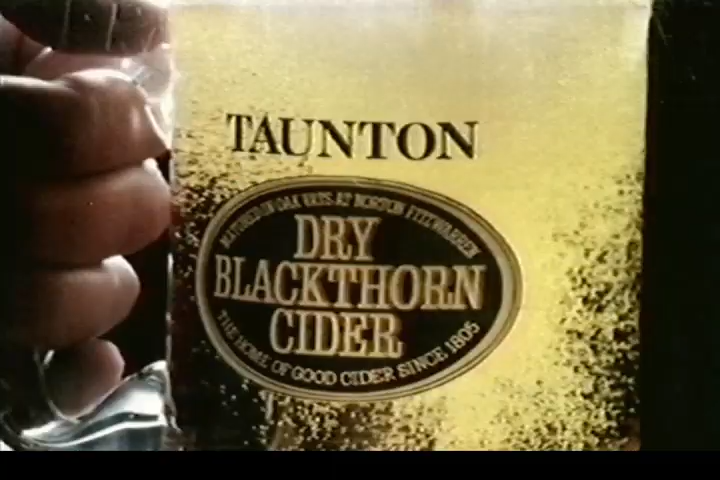 TAUNTON
MATURED IN OAK VATS AT NORTON FITZWARREN
DRY
BLACKTHORN
CIDER
THE HOME OF GOOD CIDER SINCE 1805